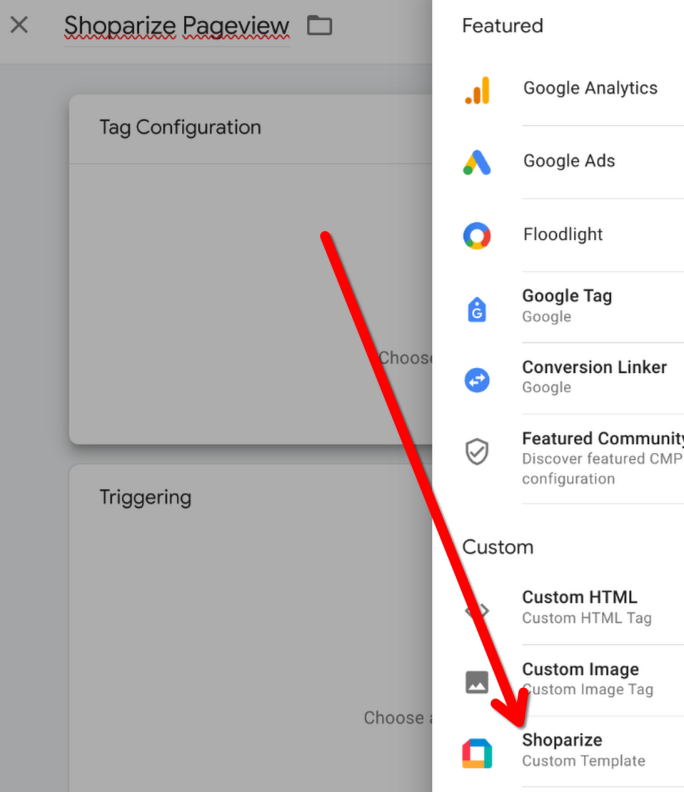 Shoparize Pageview
Tag Configuration
Choose
Triggering
Choose
Featured
Google Analytics
Google Ads
Floodlight
Google Tag
Google
Conversion Linker
Google
Featured Community
Discover featured CMP
configuration
Custom
Custom HTML
Custom HTML Tag
Custom Image
Custom Image Tag
Shoparize
Custom Template